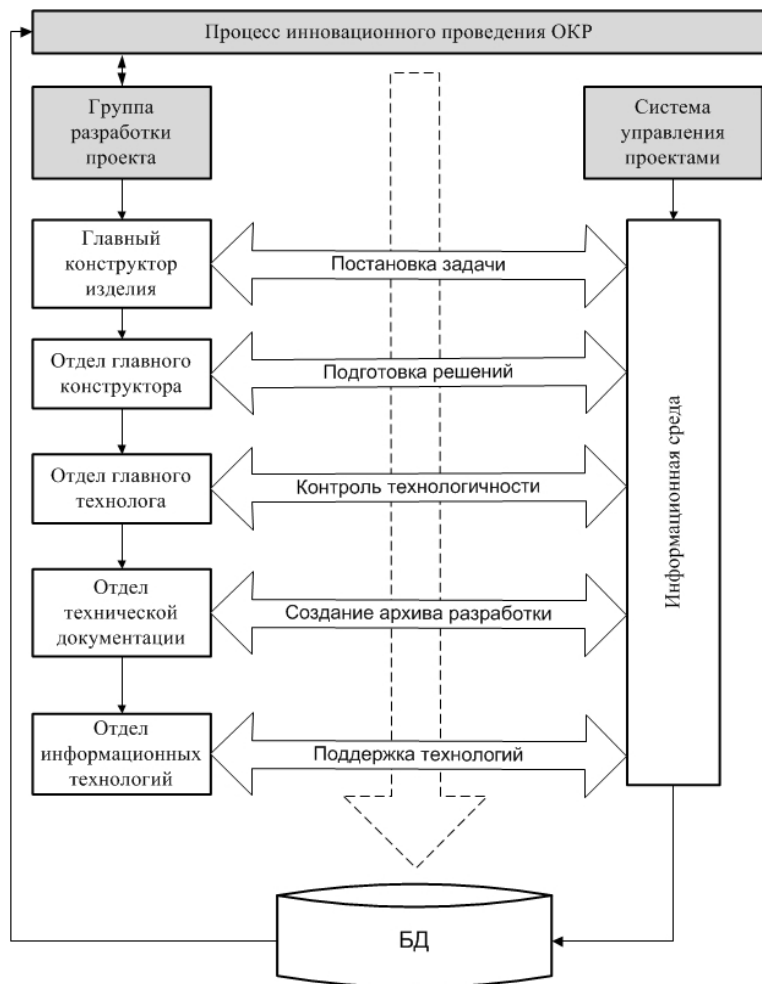 Процесс инновационного проведения ОКР
Группа
разработки
проекта
Система
управления
проектами
Главный
конструктор
изделия
Постановка задачи
Отдел главного
конструктора
Подготовка решений
Отдел главного
технолога
Контроль технологичности
Отдел
технической
документации
Создание архива разработки
Отдел
информационных
технологий
Поддержка технологий
Информационная среда
БД